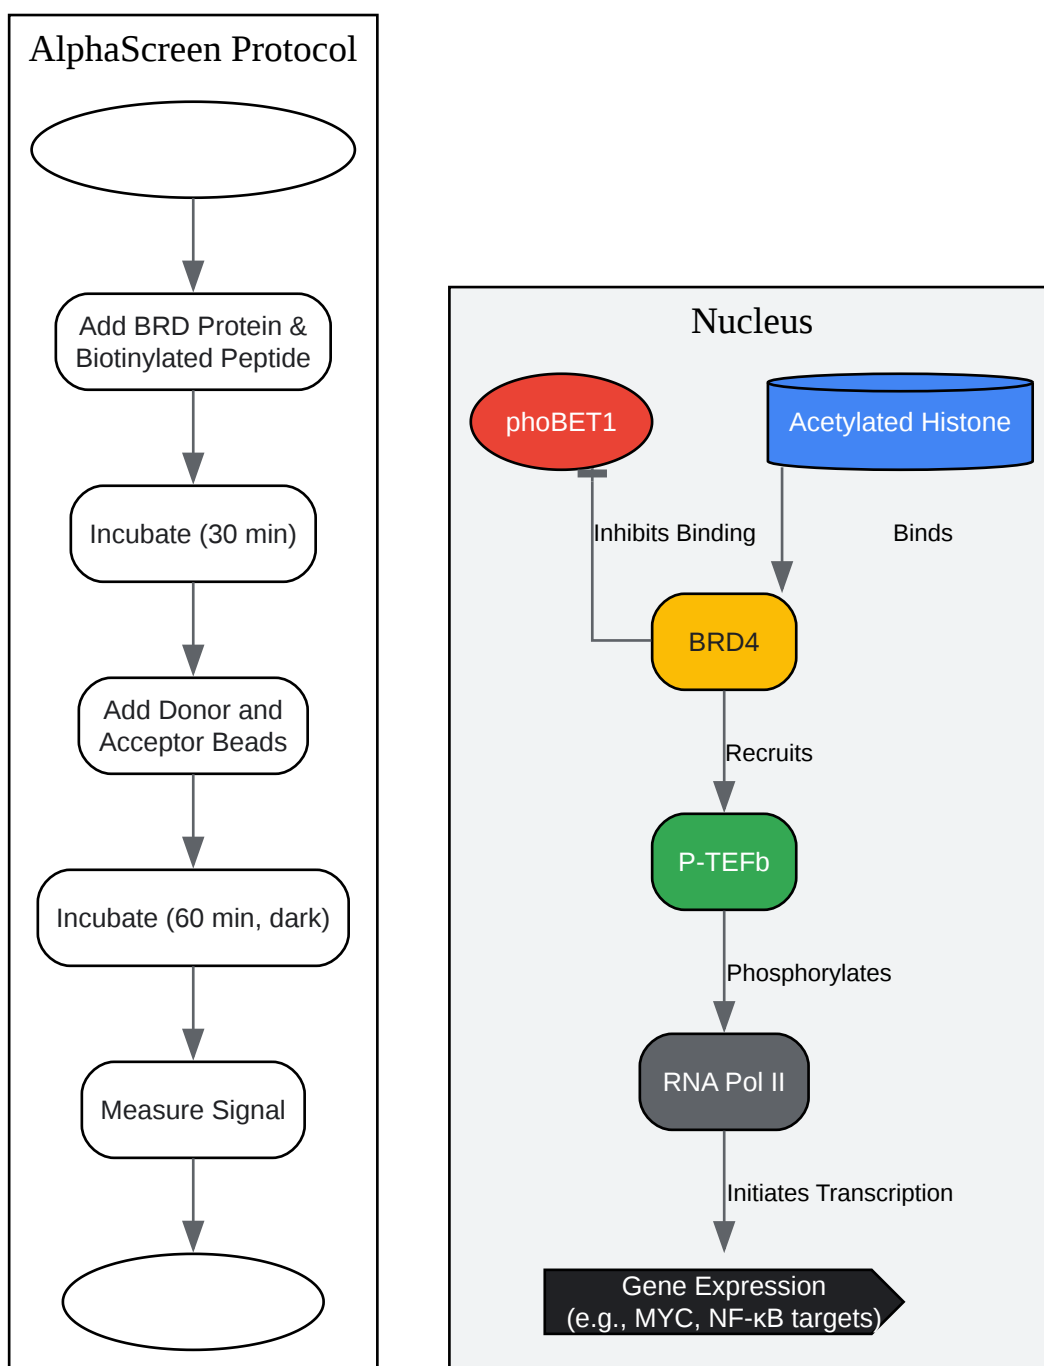 AlphaScreen Protocol
Add BRD Protein &
Biotinylated Peptide
Incubate (30 min)
Add Donor and
Acceptor Beads
Incubate (60 min, dark)
Measure Signal
Nucleus
phoBET1
Acetylated Histone
Inhibits Binding
Binds
BRD4
Recruits
P-TEFb
Phosphorylates
RNA Pol II
Initiates Transcription
Gene Expression
(e.g., MYC, NF-κB targets)